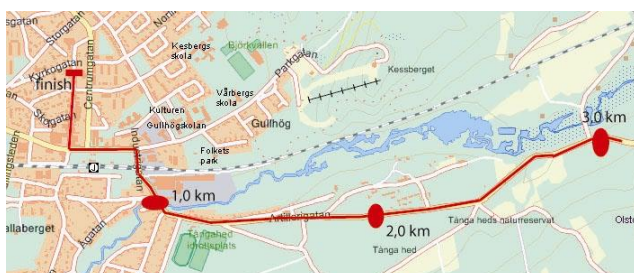 Storgatan
Kyrkogatan
finish
Storgatan
Centrumgatan
Kesbergs
skola
Björkvallen
Parkgatan
Vårbergs
skola
Kulturen
Gullhögskolan
Gullhög
Folkets
park
Kessberget
3,0 km
1,0 km
Artillerigatan
2,0 km
Tånga heds naturreservat
Tånga hed
Tångahed
idrottsplats
Ågatan
allaberget
Olste